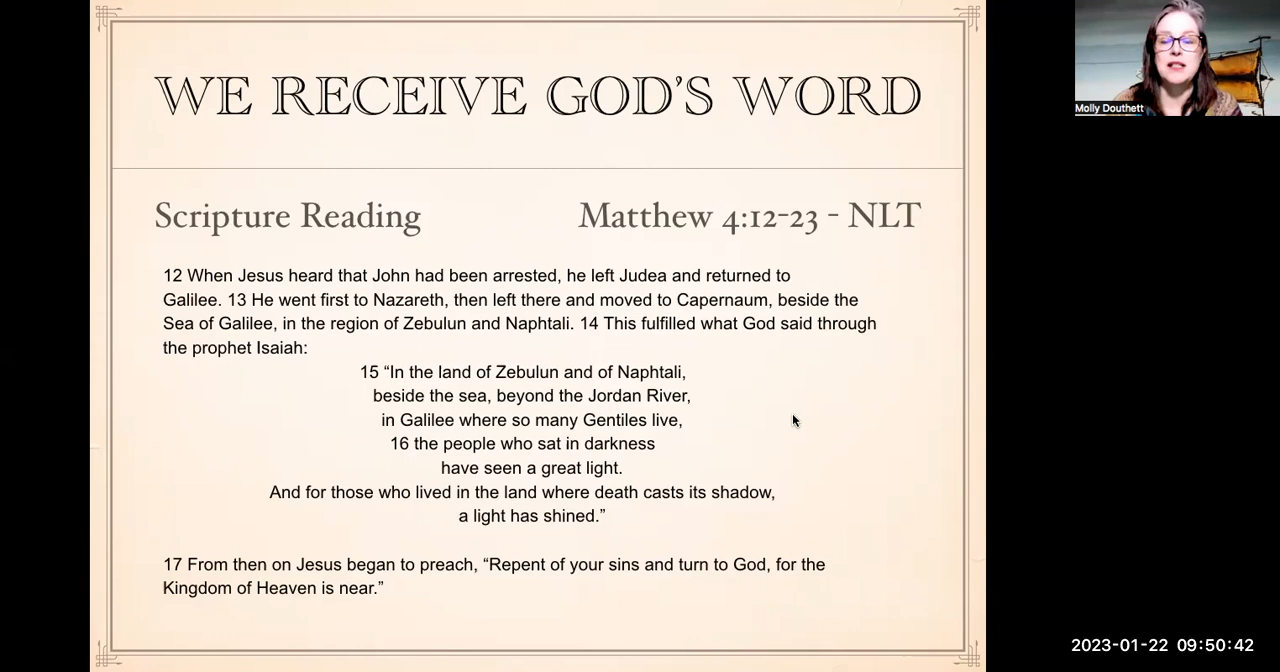 WE RECEIVE GOD'S WORD
Scripture Reading Matthew 4:12-23 - NLT
12 When Jesus heard that John had been arrested, he left Judea and returned to
Galilee. 13 He went first to Nazareth, then left there and moved to Capernaum, beside the
Sea of Galilee, in the region of Zebulun and Naphtali. 14 This fulfilled what God said through
the prophet Isaiah:
15 “In the land of Zebulun and of Naphtali,
beside the sea, beyond the Jordan River,
in Galilee where so many Gentiles live,
16 the people who sat in darkness
have seen a great light.
And for those who lived in the land where death casts its shadow,
a light has shined.”
17 From then on Jesus began to preach, “Repent of your sins and turn to God, for the
Kingdom of Heaven is near.”
Molly Douthett
2023-01-22 09:50:42